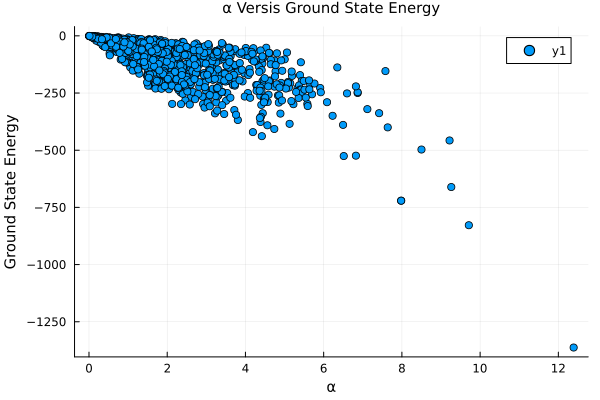 α Versis Ground State Energy
y1
Ground State Energy
0
−250
−500
−750
−1000
−1250
0 2 4 6 8 10 12
α